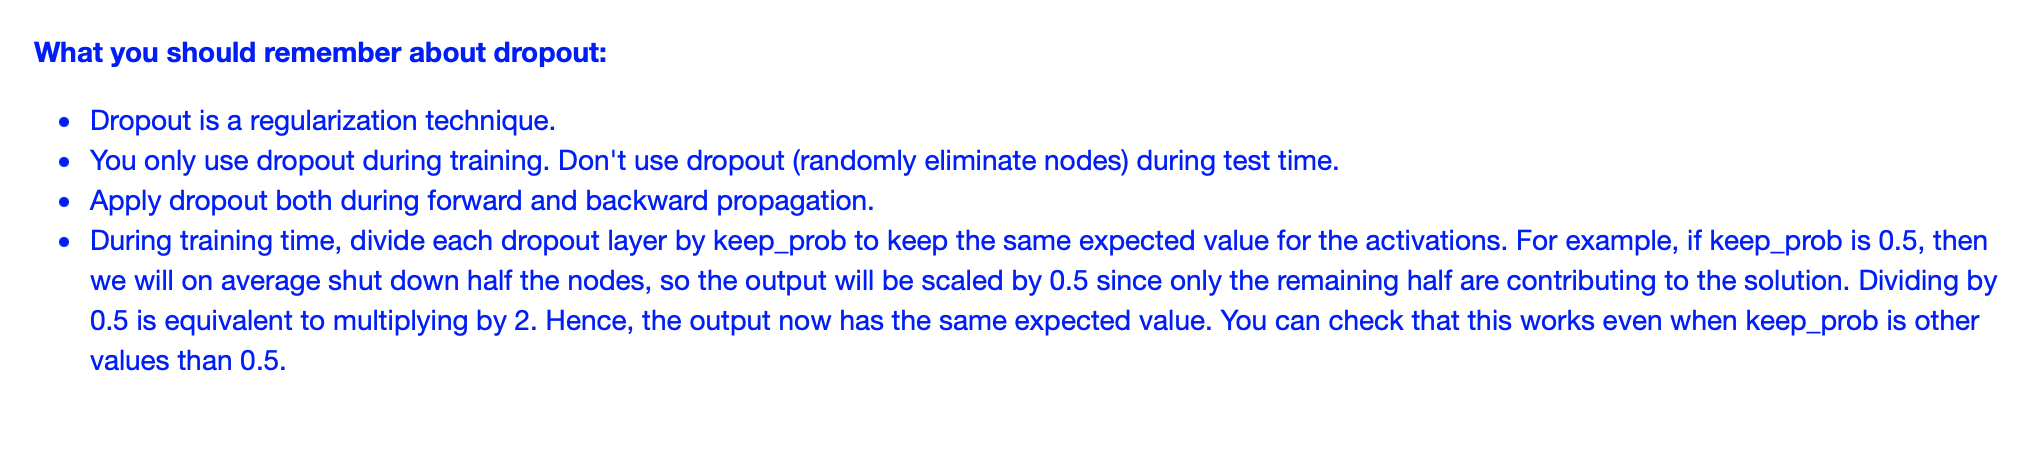 What you should remember about dropout:
• Dropout is a regularization technique.
• You only use dropout during training. Don't use dropout (randomly eliminate nodes) during test time.
• Apply dropout both during forward and backward propagation.
• During training time, divide each dropout layer by keep_prob to keep the same expected value for the activations. For example, if keep_prob is 0.5, then
we will on average shut down half the nodes, so the output will be scaled by 0.5 since only the remaining half are contributing to the solution. Dividing by
0.5 is equivalent to multiplying by 2. Hence, the output now has the same expected value. You can check that this works even when keep_prob is other
values than 0.5.